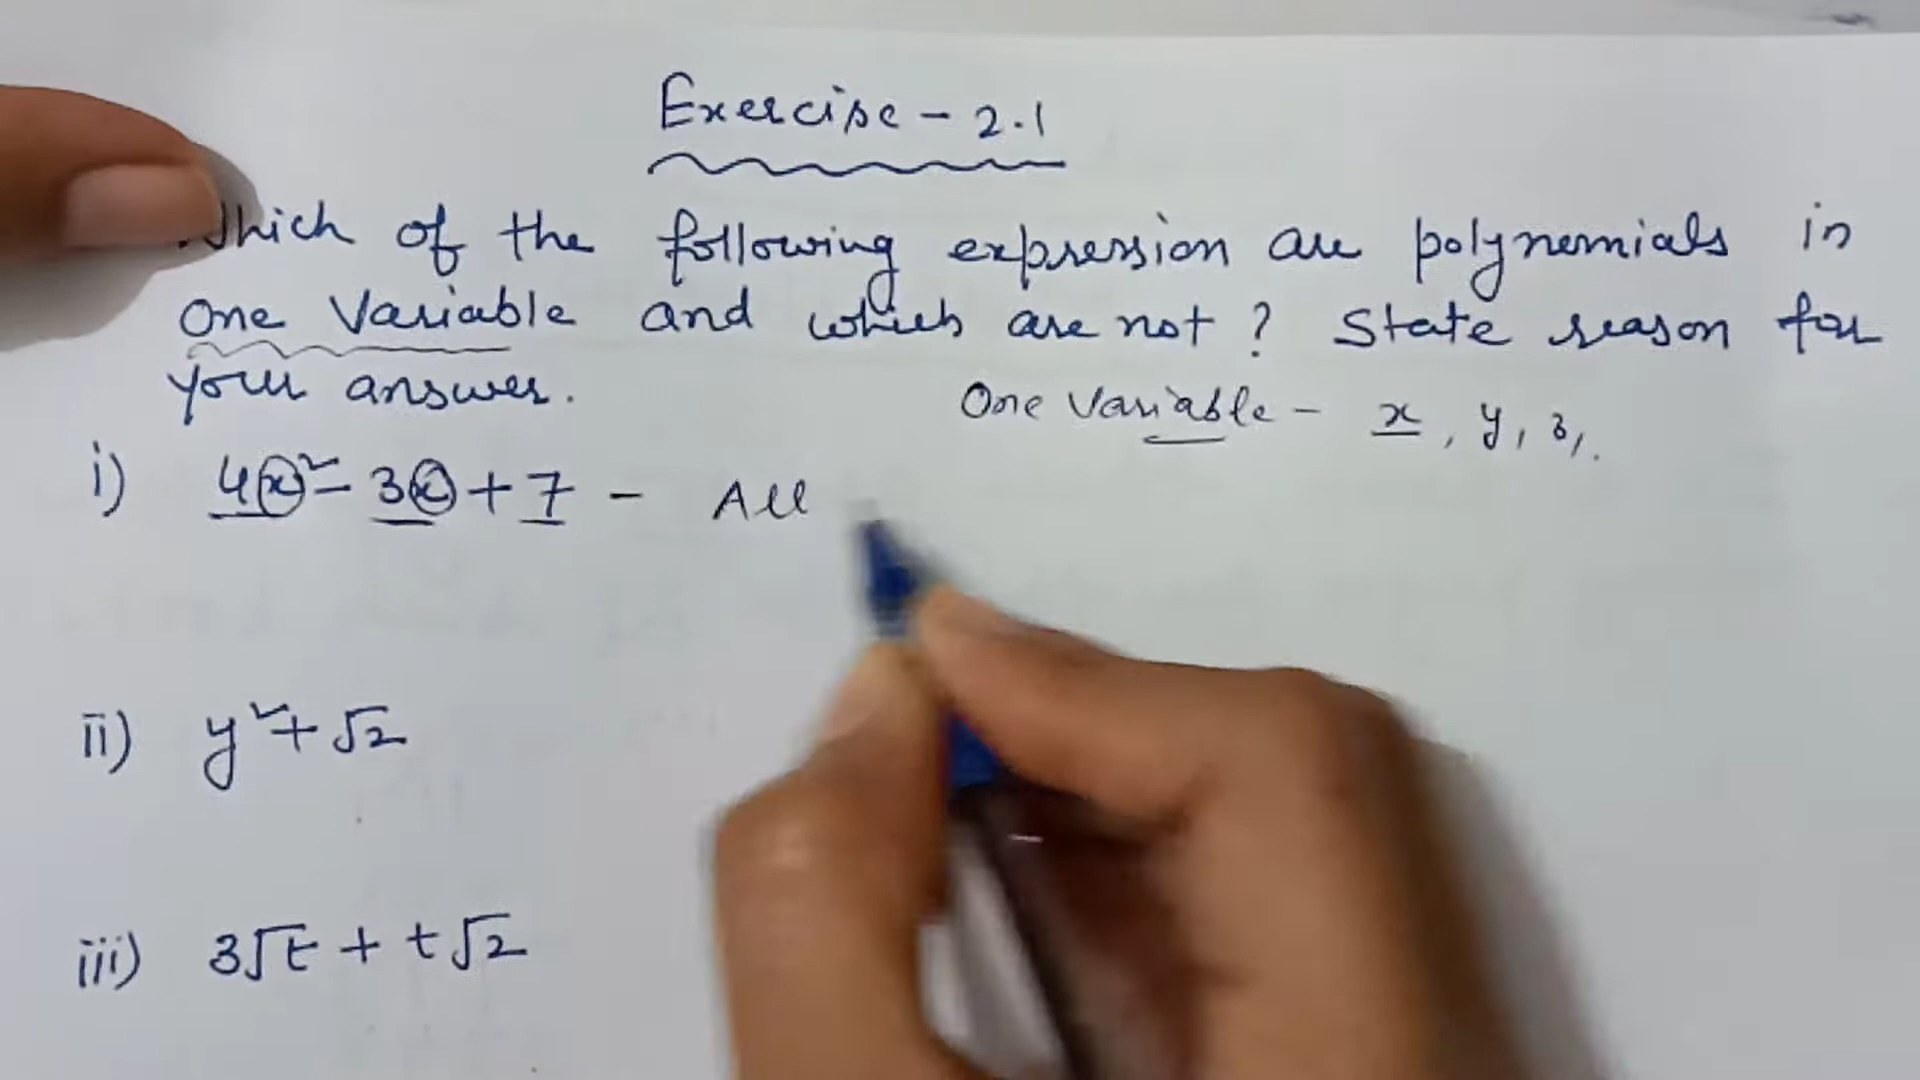 Exercise - 2.1
Which of the following expression are polynomials in
One Variable and which are not? State reason for
your answer.
One Variable - x, y, z,.
i) 4x² - 3x + 7 - All
ii) y² + √2
iii) 3√t + t√2